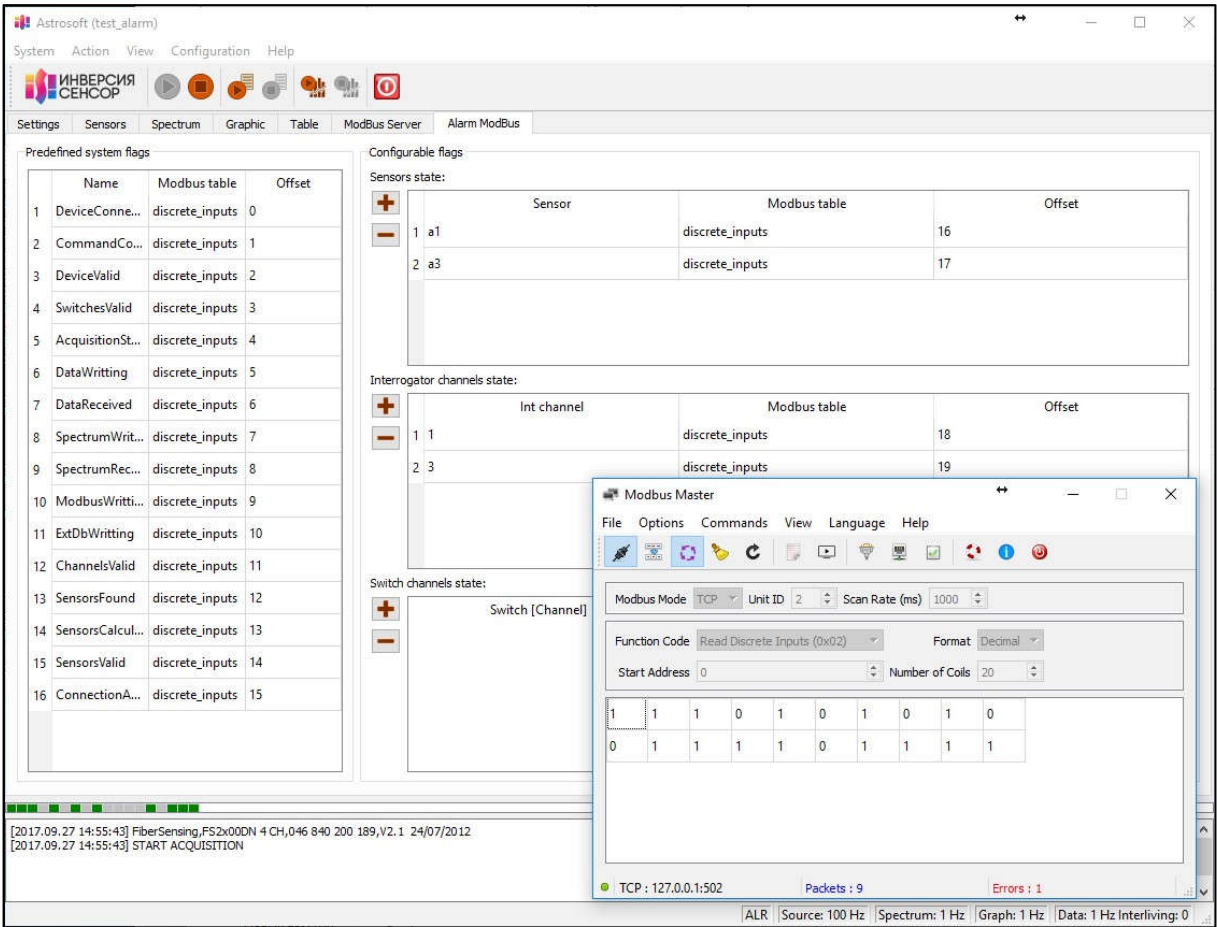 Astrosoft (test_alarm)
System Action View Configuration Help
ИНВЕРСИЯ
СЕНСОР
Settings Sensors Spectrum Graphic Table ModBus Server Alarm ModBus
Predefined system flags
Name Modbus table Offset
1 DeviceConne... discrete_inputs 0
2 CommandCo... discrete_inputs 1
3 DeviceValid discrete_inputs 2
4 SwitchesValid discrete_inputs 3
5 AcquisitionSt... discrete_inputs 4
6 DataWritting discrete_inputs 5
7 DataReceived discrete_inputs 6
8 SpectrumWrit... discrete_inputs 7
9 SpectrumRec... discrete_inputs 8
10 ModbusWritti... discrete_inputs 9
11 ExtDbWritting discrete_inputs 10
12 ChannelsValid discrete_inputs 11
13 SensorsFound discrete_inputs 12
14 SensorsCalcul... discrete_inputs 13
15 SensorsValid discrete_inputs 14
16 ConnectionA... discrete_inputs 15
Configurable flags
Sensors state:
Sensor Modbus table Offset
1 a1 discrete_inputs 16
2 a3 discrete_inputs 17
Interrogator channels state:
Int channel Modbus table Offset
1 1 discrete_inputs 18
2 3 discrete_inputs 19
Switch channels state:
Switch [Channel]
Modbus Master
File Options Commands View Language Help
Modbus Mode TCP Unit ID 2 Scan Rate (ms) 1000
Function Code Read Discrete Inputs (0x02) Format Decimal
Start Address 0 Number of Coils 20
1 1 1 0 1 0 1 0 1 0
0 1 1 1 1 0 1 1 1 1
TCP : 127.0.0.1:502 Packets : 9 Errors : 1
[2017.09.27 14:55:43] FiberSensing,FS2x00DN 4 CH,046 840 200 189,V2.1 24/07/2012
[2017.09.27 14:55:43] START ACQUISITION
ALR Source: 100 Hz Spectrum: 1 Hz Graph: 1 Hz Data: 1 Hz Interliving: 0